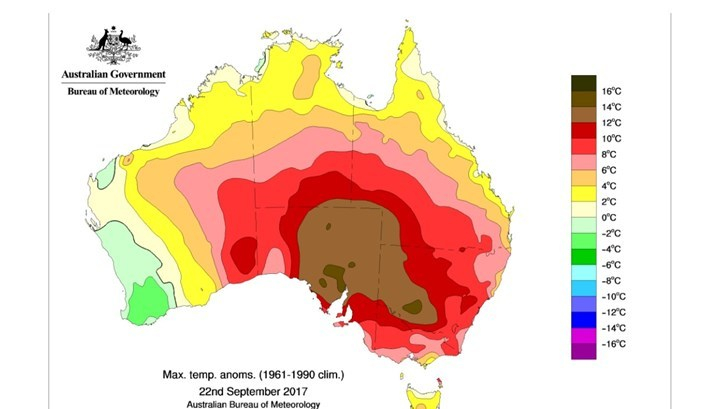 Australian Government
Bureau of Meteorology
16°C
14°C
12°C
10°C
8°C
6°C
4°C
2°C
0°C
-2°C
-4°C
-6°C
-8°C
-10°C
-12°C
-14°C
-16°C
Max. temp. anoms. (1961-1990 clim.)
22nd September 2017
Australian Bureau of Meteorology